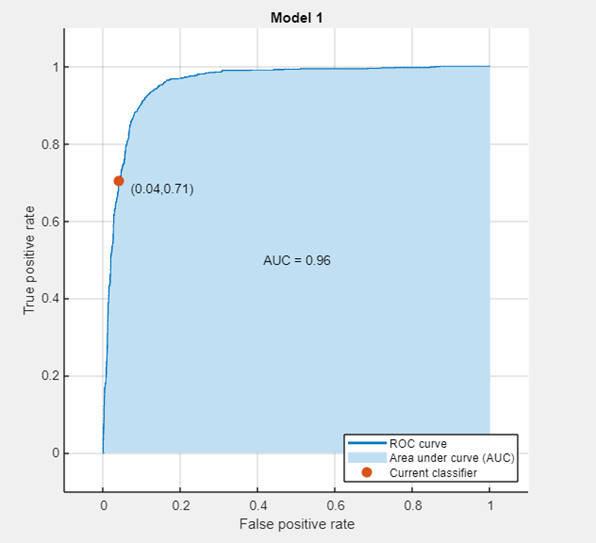 Model 1
1
0.8
0.6
0.4
0.2
0
True positive rate
(0.04,0.71)
AUC = 0.96
ROC curve
Area under curve (AUC)
Current classifier
0 0.2 0.4 0.6 0.8 1
False positive rate